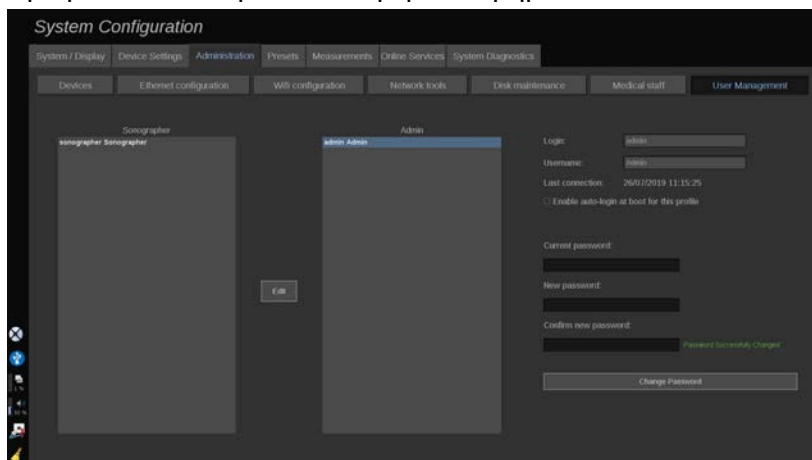 System Configuration
System / Display Device Settings Administration Presets Measurements Online Services System Diagnostics
Devices Ethernet configuration Wifi configuration Network tools Disk maintenance Medical staff User Management
Sonographer Admin
sonographer Sonographer admin Admin
Login: admin
Username: Admin
Last connection: 26/07/2019 11:15:25
Enable auto-login at boot for this profile
Current password:
Edit
New password:
Confirm new password:
Password Successfully Changed
Change Password